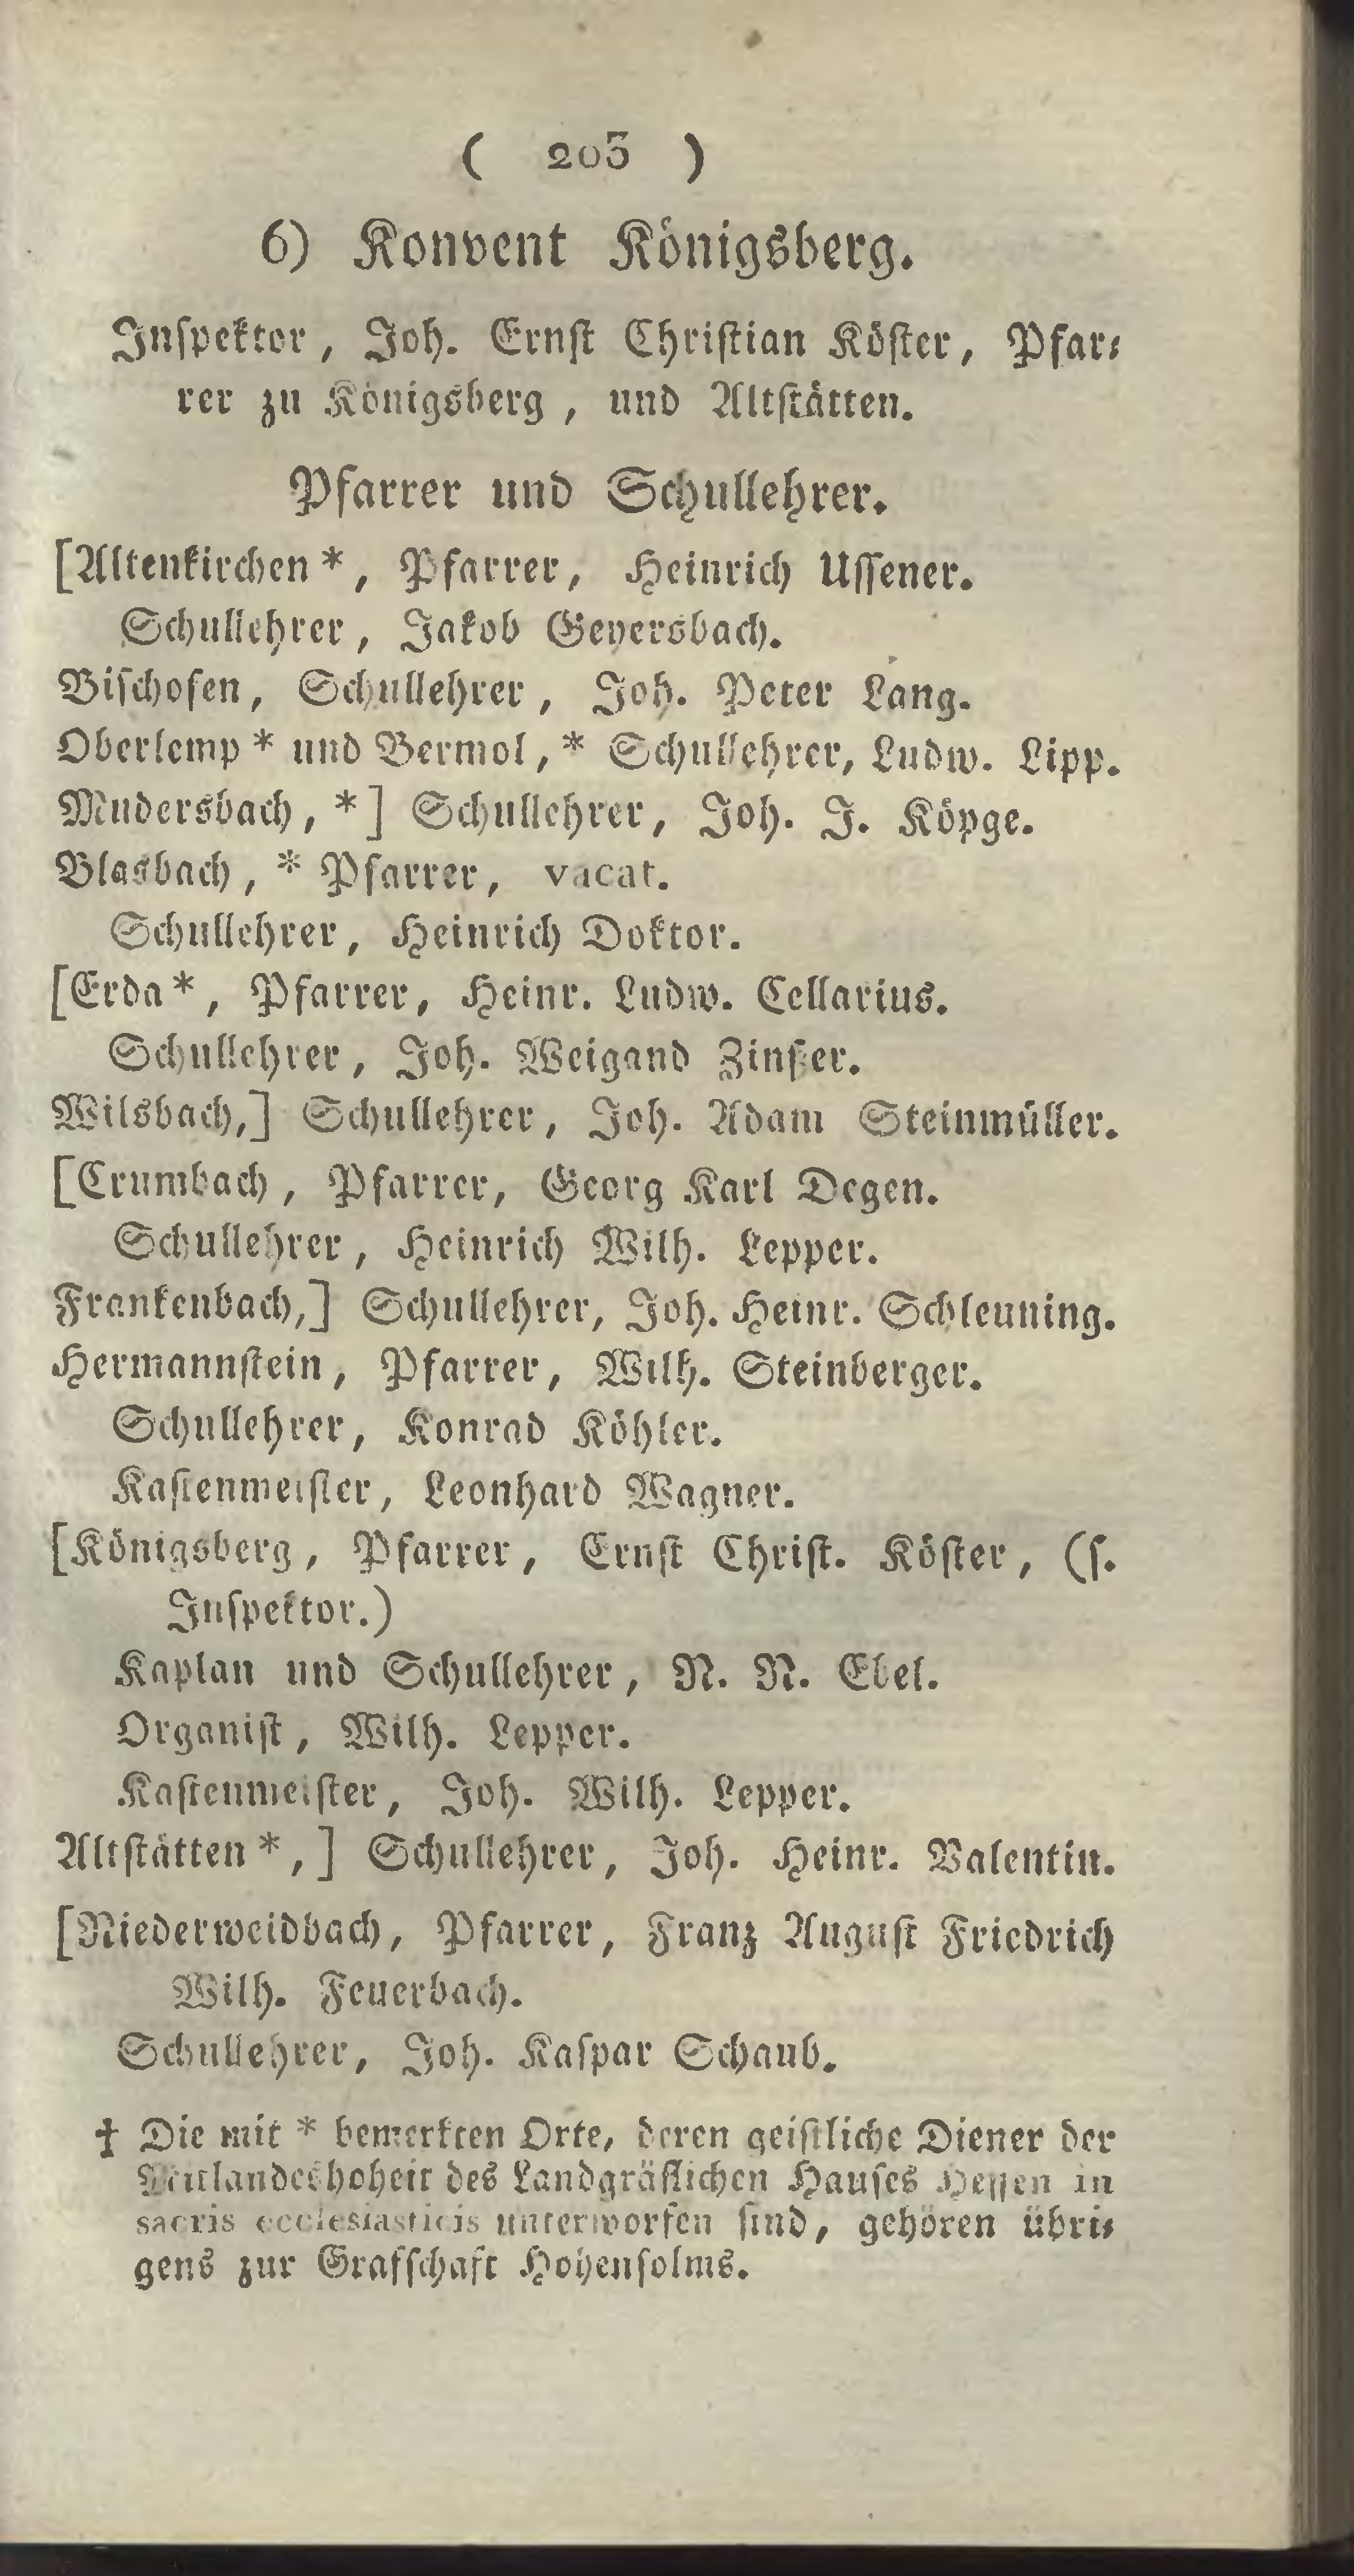 ( 205 )
6) Konvent Königsberg.
Inſpektor, Joh. Ernſt Chriſtian Köſter, Pfar⸗
rer zu Königsberg, und Altſtätten.
Pfarrer und Schullehrer.
[Altenkirchen *, Pfarrer, Heinrich Uſſener.
Schullehrer, Jakob Geyersbach.
Biſchofen, Schullehrer, Joh. Peter Lang.
Oberlemp * und Bermol, * Schullehrer, Ludw. Lipp.
Mudersbach, *] Schullehrer, Joh. J. Köpge.
Blasbach, * Pfarrer, vacat.
Schullehrer, Heinrich Doktor.
[Erda *, Pfarrer, Heinr. Ludw. Cellarius.
Schullehrer, Joh. Weigand Zinßer.
Wilsbach,] Schullehrer, Joh. Adam Steinmüller.
[Crumbach, Pfarrer, Georg Karl Degen.
Schullehrer, Heinrich Wilh. Lepper.
Frankenbach,] Schullehrer, Joh. Heinr. Schleuning.
Hermannſtein, Pfarrer, Wilh. Steinberger.
Schullehrer, Konrad Köhler.
Kaſtenmeiſter, Leonhard Wagner.
[Königsberg, Pfarrer, Ernſt Chriſt. Köſter, (ſ.
Inſpektor.)
Kaplan und Schullehrer, N. N. Ebel.
Organiſt, Wilh. Lepper.
Kaſtenmeiſter, Joh. Wilh. Lepper.
Altſtätten *,] Schullehrer, Joh. Heinr. Valentin.
[Niederweidbach, Pfarrer, Franz Auguſt Friedrich
Wilh. Feuerbach.
Schullehrer, Joh. Kaſpar Schaub.
† Die mit * bemerkten Orte, deren geiſtliche Diener der
Mitlandeshoheit des Landgräflichen Hauſes Heſſen in
sacris ecclesiasticis unterworfen ſind, gehören übri⸗
gens zur Grafſchaft Hohenſolms.